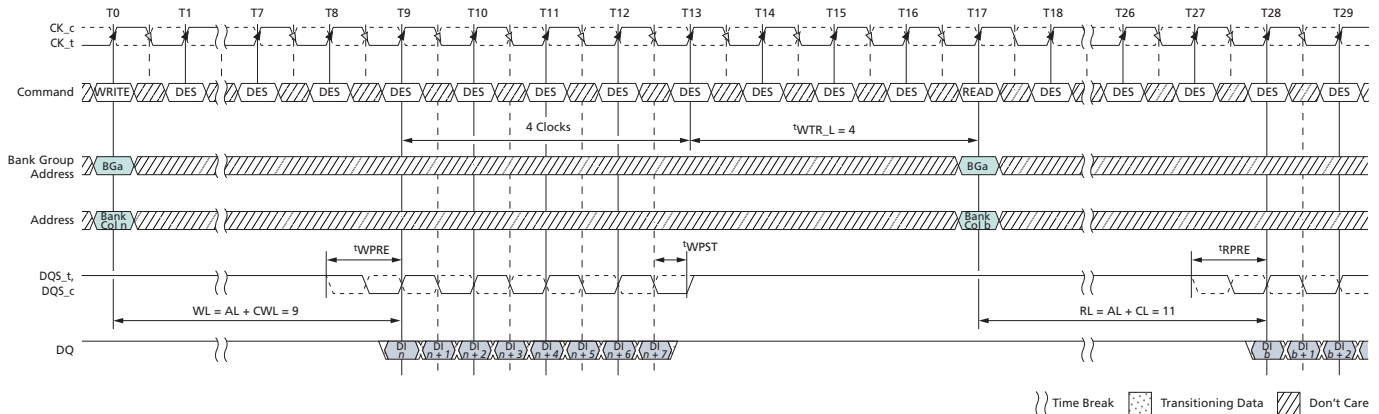 T0 T1 T7 T8 T9 T10 T11 T12 T13 T14 T15 T16 T17 T18 T26 T27 T28 T29
CK_c
CK_t
Command WRITE DES DES DES DES DES DES DES DES DES DES DES READ DES DES DES DES DES
4 Clocks tWTR_L = 4
Bank Group
Address
BGa BGa
Address
Bank
Col n
Bank
Col b
tWPRE tWPST tRPRE
DQS_t,
DQS_c
WL = AL + CWL = 9 RL = AL + CL = 11
DQ
DI
n
DI
n + 1
DI
n + 2
DI
n + 3
DI
n + 4
DI
n + 5
DI
n + 6
DI
n + 7
DI
b
DI
b + 1
DI
b + 2
Time Break Transitioning Data Don't Care